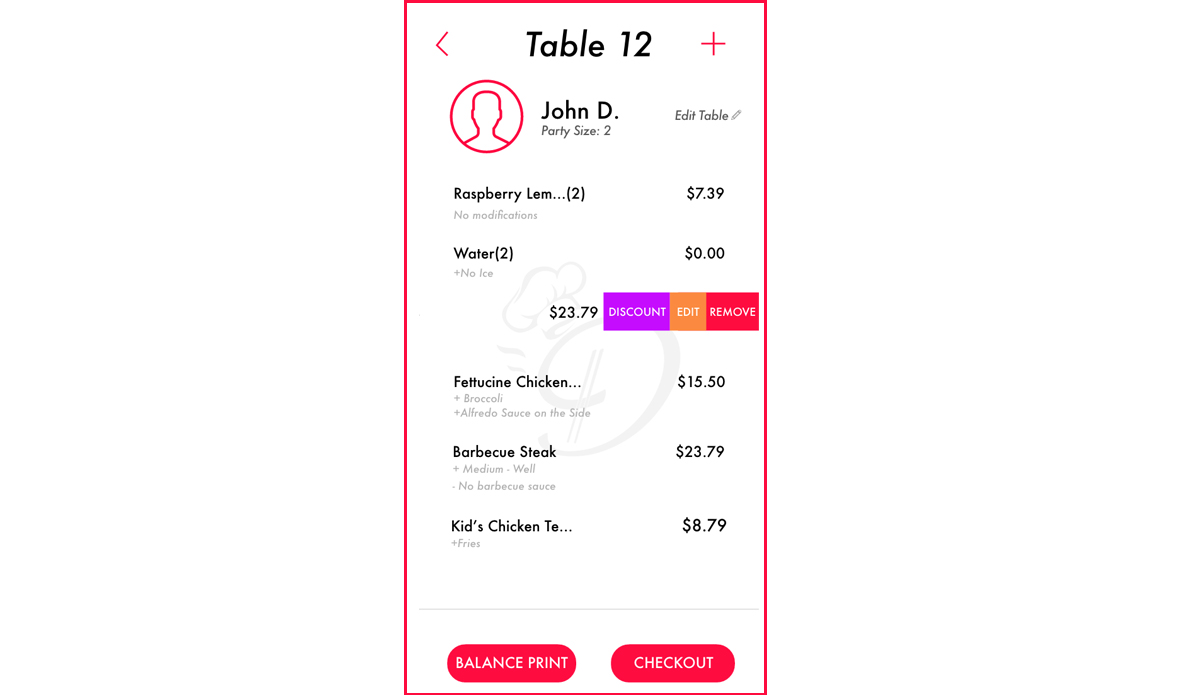 Table 12
John D.
Party Size: 2
Edit Table
Raspberry Lem...(2) $7.39
No modifications
Water(2) $0.00
+No Ice
$23.79 DISCOUNT EDIT REMOVE
Fettucine Chicken... $15.50
+ Broccoli
+Alfredo Sauce on the Side
Barbecue Steak $23.79
+ Medium - Well
- No barbecue sauce
Kid's Chicken Te... $8.79
+Fries
BALANCE PRINT CHECKOUT